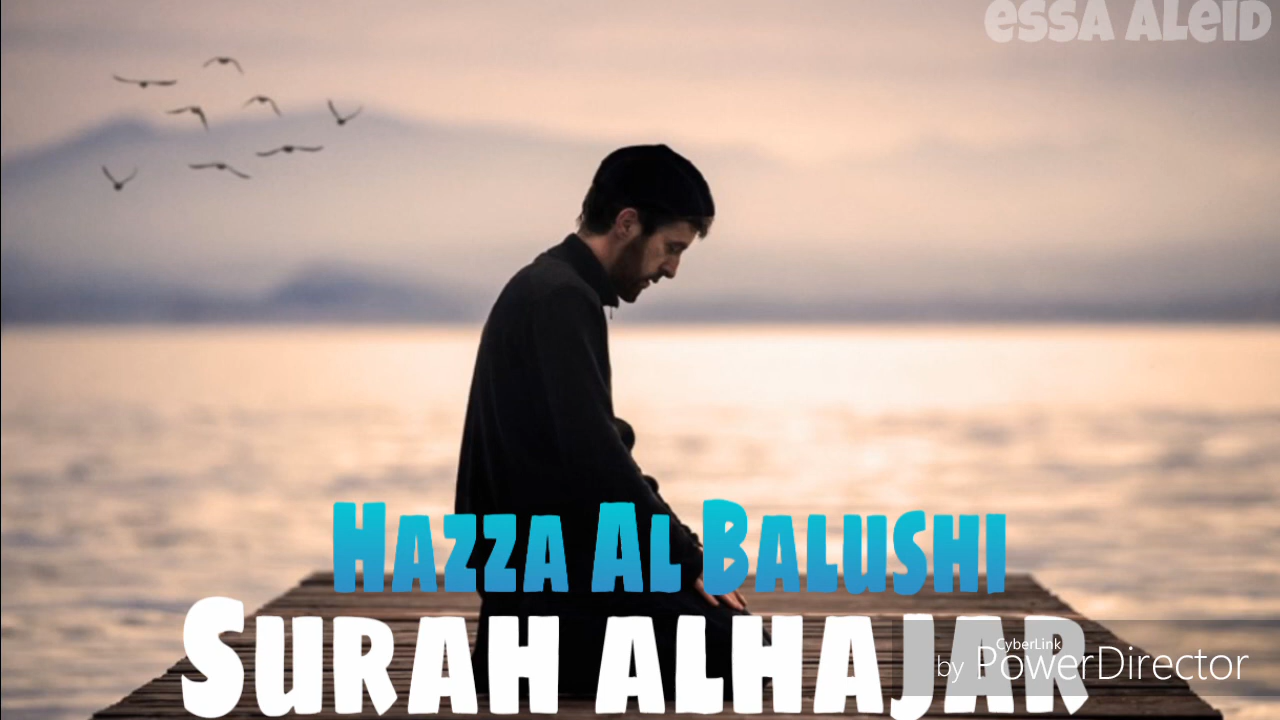 essa Aleid
Hazza Al Balushi
Surah alhajar
CyberLink
by PowerDirector